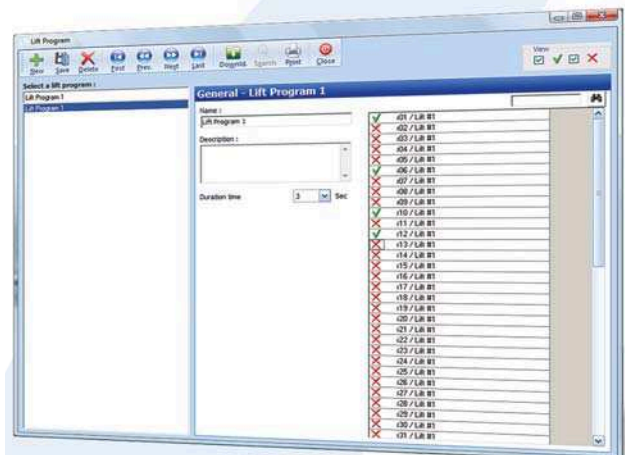 Lift Program
New Save Delete First Prev. Next Last Downld. Search Print Close
View
Select a lift program :
Lift Program 1
Lift Program 1
General - Lift Program 1
Name :
Lift Program 1
Description :
Duration time 3 Sec
r01 / Lift #1
r02 / Lift #1
r03 / Lift #1
r04 / Lift #1
r05 / Lift #1
r06 / Lift #1
r07 / Lift #1
r08 / Lift #1
r09 / Lift #1
r10 / Lift #1
r11 / Lift #1
r12 / Lift #1
r13 / Lift #1
r14 / Lift #1
r15 / Lift #1
r16 / Lift #1
r17 / Lift #1
r18 / Lift #1
r19 / Lift #1
r20 / Lift #1
r21 / Lift #1
r22 / Lift #1
r23 / Lift #1
r24 / Lift #1
r25 / Lift #1
r26 / Lift #1
r27 / Lift #1
r28 / Lift #1
r29 / Lift #1
r30 / Lift #1
r31 / Lift #1